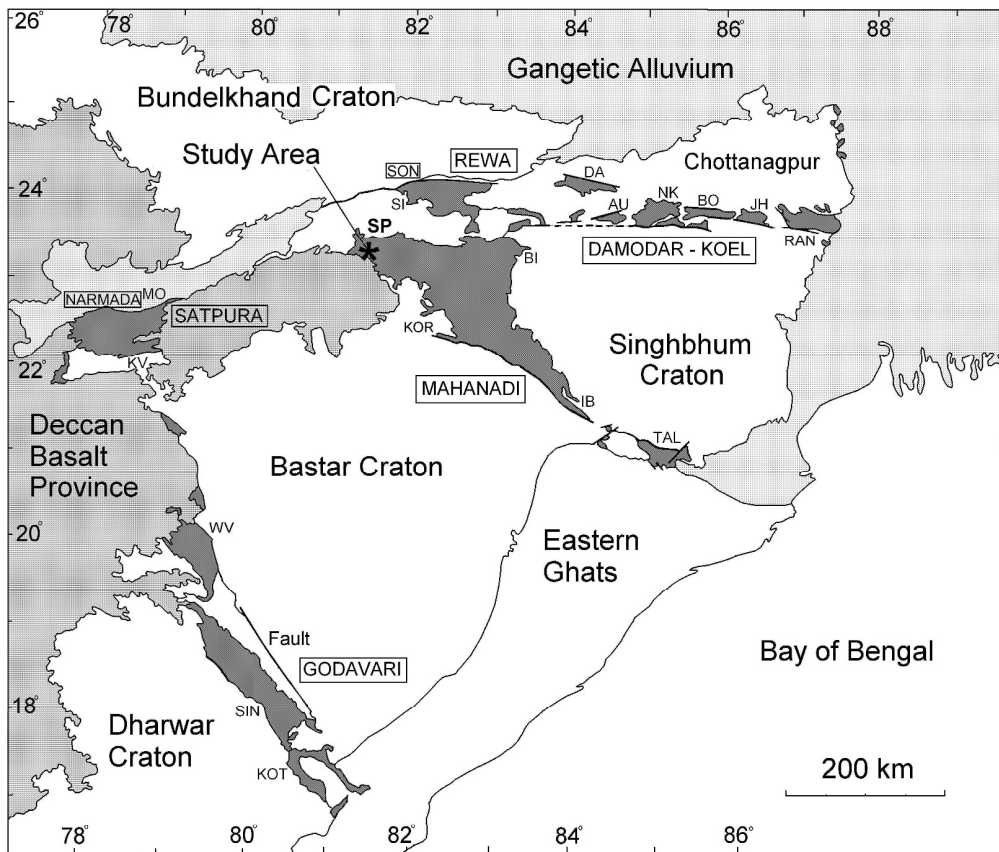 26°
78
80°
82°
84°
86°
88°
Gangetic Alluvium
Bundelkhand Craton
Study Area
SON
REWA
DA
Chottanagpur
24°
SI
AU
NK
BO
JH
SP
RAN
DAMODAR - KOEL
BI
NARMADA
MO
SATPURA
KOR
Singhbhum
Craton
KV
22°
MAHANADI
IB
Deccan
Basalt
Province
TAL
Bastar Craton
20°
WV
Eastern
Ghats
Fault
GODAVARI
Bay of Bengal
18°
SIN
Dharwar
Craton
KOT
200 km
78°
80°
82°
84°
86°